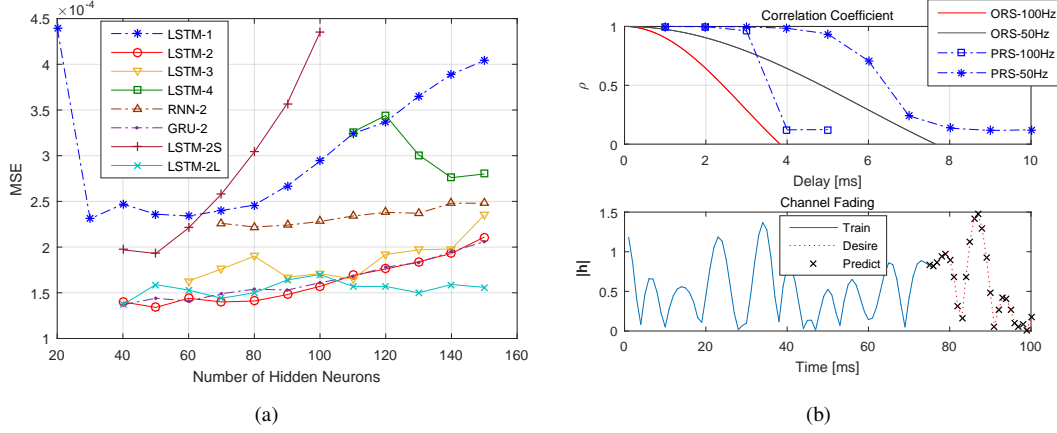 ×10⁻⁴
4.5
4
3.5
3
2.5
2
1.5
1
MSE
LSTM-1
LSTM-2
LSTM-3
LSTM-4
RNN-2
GRU-2
LSTM-2S
LSTM-2L
20 40 60 80 100 120 140 160
Number of Hidden Neurons
(a)
Correlation Coefficient
ORS-100Hz
ORS-50Hz
PRS-100Hz
PRS-50Hz
1
0.5
0
ρ
0 2 4 6 8 10
Delay [ms]
Channel Fading
Train
Desire
Predict
1.5
1
0.5
0
|h|
0 20 40 60 80 100
Time [ms]
(b)